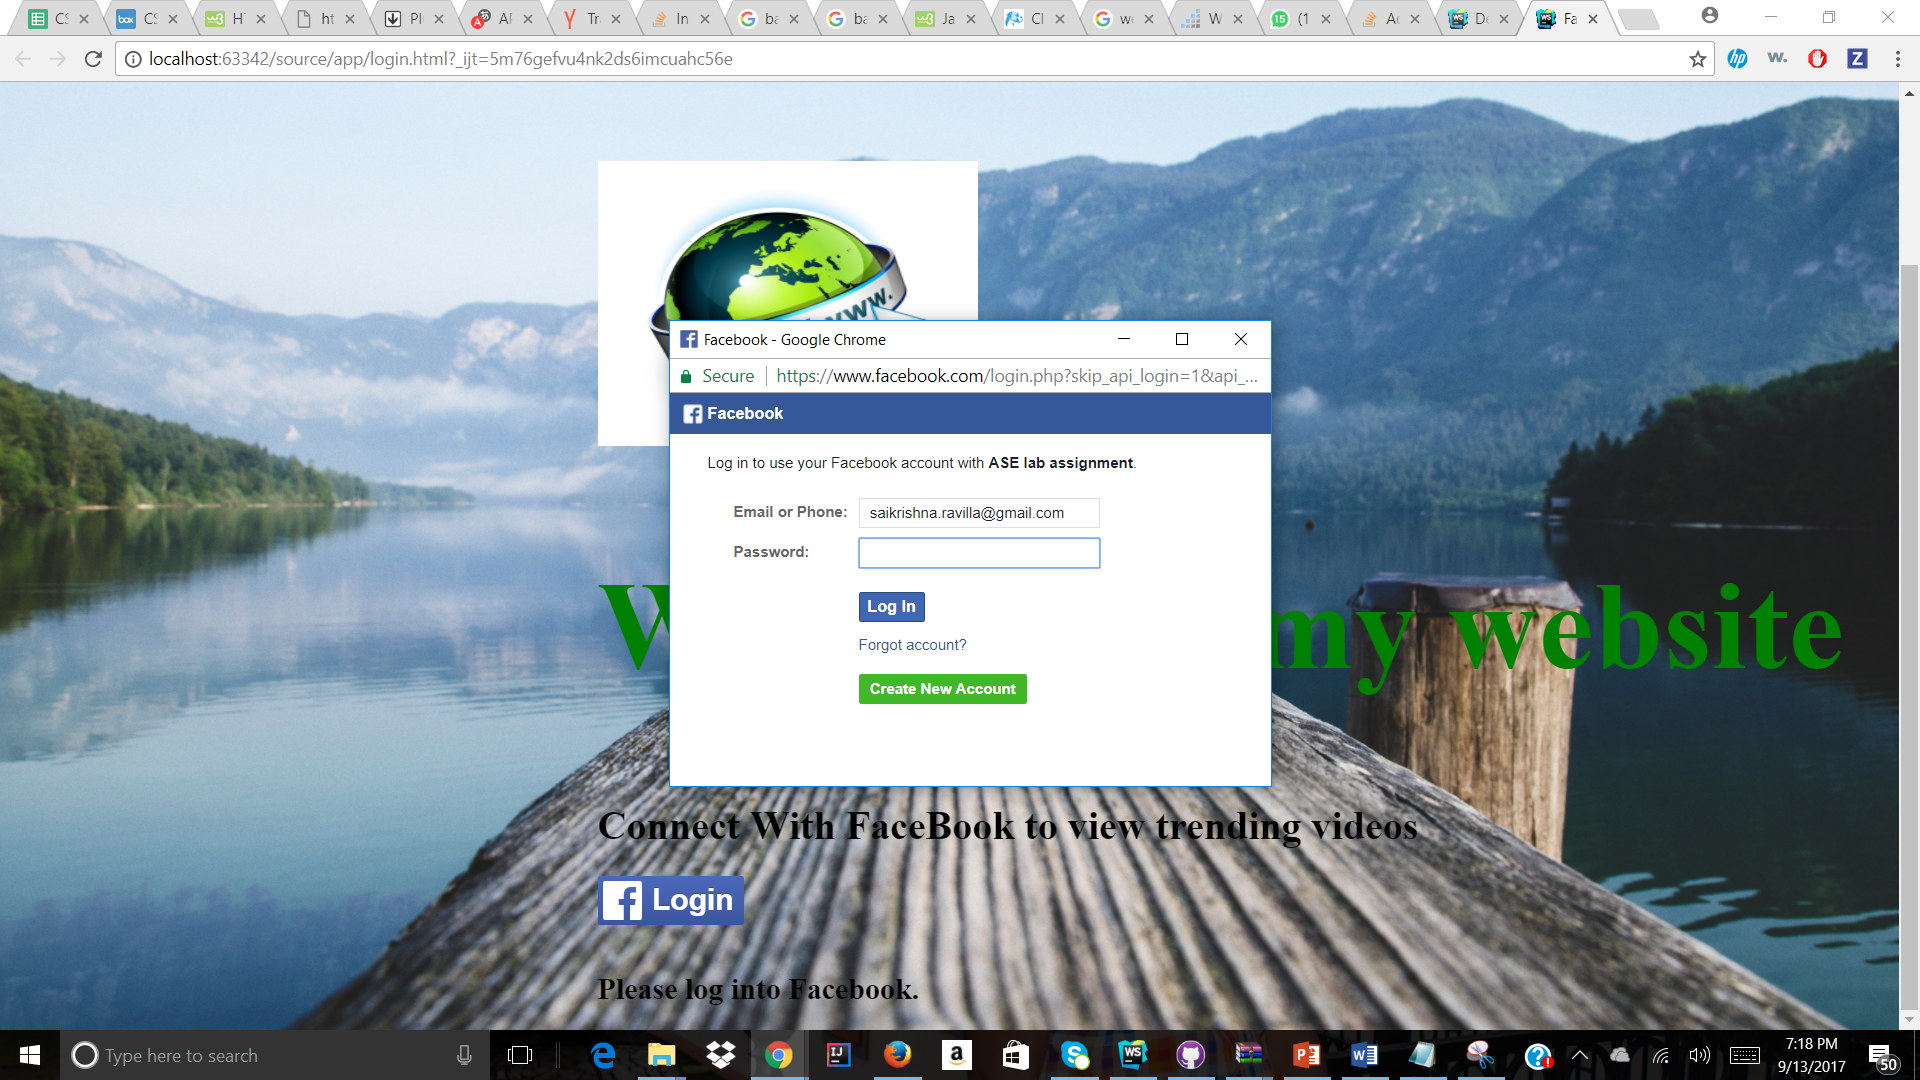 CS
CS
H
ht
Pl
Al
Tr
In
ba
ba
Ja
Cl
we
W
(1
Ac
De
Fa
localhost:63342/source/app/login.html?_ijt=5m76gefvu4nk2ds6imcuahc56e
www.
Facebook - Google Chrome
Secure
https://www.facebook.com/login.php?skip_api_login=1&api_...
Facebook
Log in to use your Facebook account with ASE lab assignment.
Email or Phone: saikrishna.ravilla@gmail.com
Password:
Log In
Forgot account?
Create New Account
my website
Connect With FaceBook to view trending videos
Login
Please log into Facebook.
Type here to search
7:18 PM
9/13/2017
50